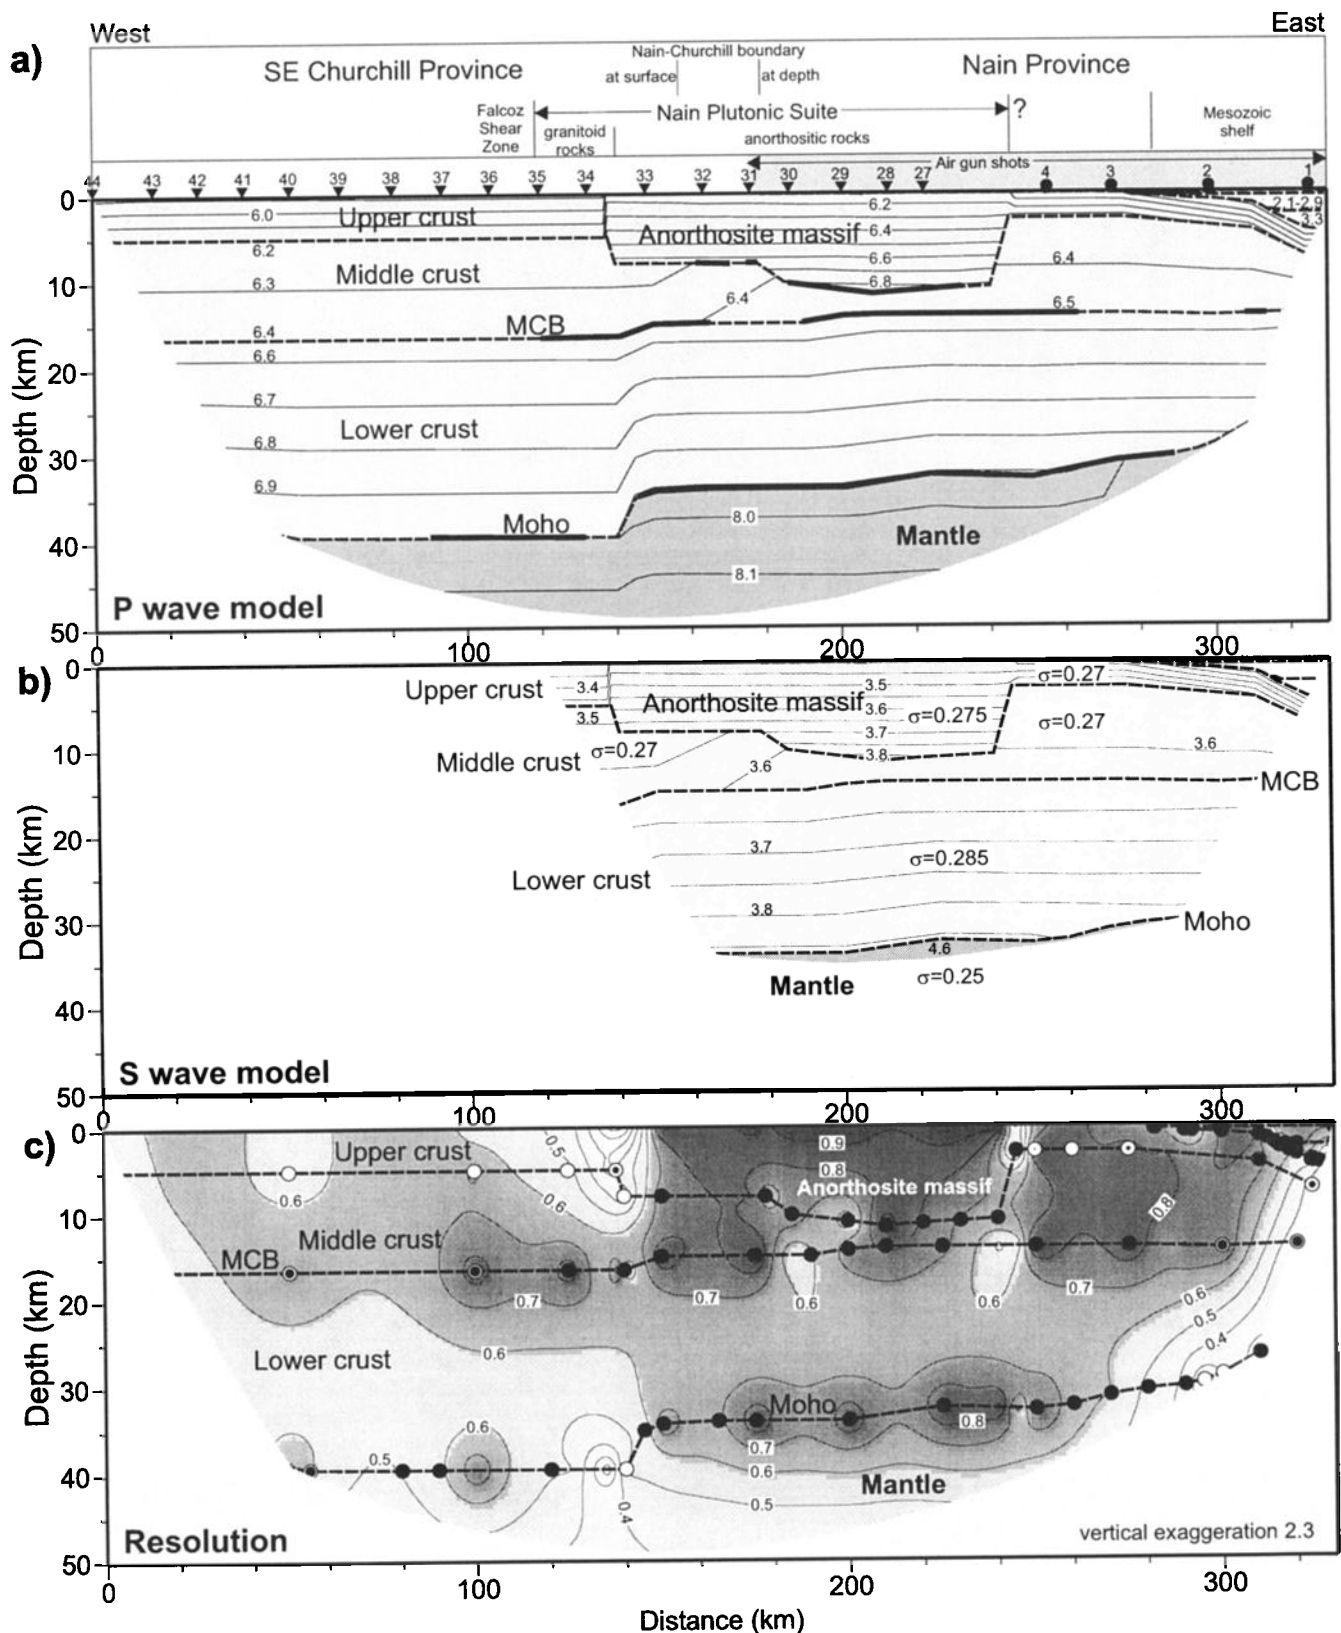 West
East
a)
Nain-Churchill boundary
SE Churchill Province
at surface
at depth
Nain Province
Falcoz
Shear
Zone
Nain Plutonic Suite
?
granitoid
rocks
anorthositic rocks
Mesozoic
shelf
Air gun shots
44 43 42 41 40 39 38 37 36 35 34 33 32 31 30 29 28 27 4 3 2 1
0
10
20
30
40
50
Depth (km)
6.0
Upper crust
6.2
Middle crust
6.3
MCB
6.4
6.6
6.7
Lower crust
6.8
6.9
Moho
6.2
Anorthosite massif
6.4
6.6
6.8
6.4
6.4
6.5
2.1-2.9
3.3
8.0
Mantle
8.1
P wave model
0 100 200 300
b)
0
10
20
30
40
50
Depth (km)
Upper crust
3.4
3.5
Anorthosite massif
3.5
3.6
3.7
3.8
σ=0.275
σ=0.27
σ=0.27
Middle crust
σ=0.27
3.6
3.6
MCB
3.7
σ=0.285
Lower crust
3.8
Moho
4.6
Mantle
σ=0.25
S wave model
0 100 200 300
c)
0
10
20
30
40
50
Depth (km)
Upper crust
0.5
0.9
0.8
Anorthosite massif
0.6
0.6
0.8
Middle crust
MCB
0.7
0.7
0.6
0.6
0.7
0.6
0.5
0.4
Lower crust
0.6
Moho
0.6
0.8
0.5
0.7
0.6
Mantle
0.5
0.4
Resolution
vertical exaggeration 2.3
0 100 200 300
Distance (km)